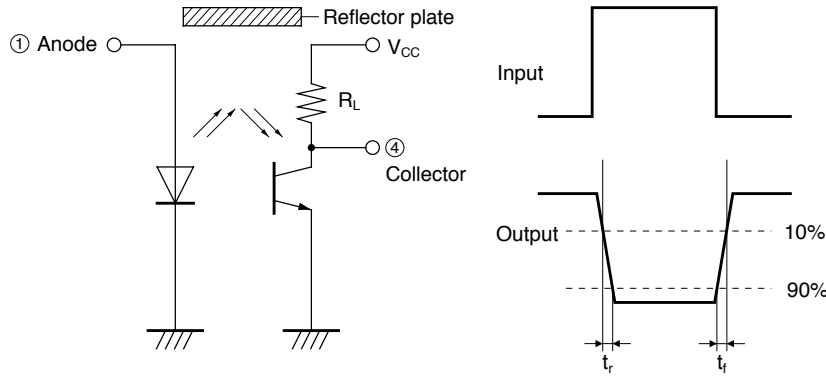 Reflector plate
① Anode
VCC
RL
④
Collector
Input
Output
10%
90%
tr
tf